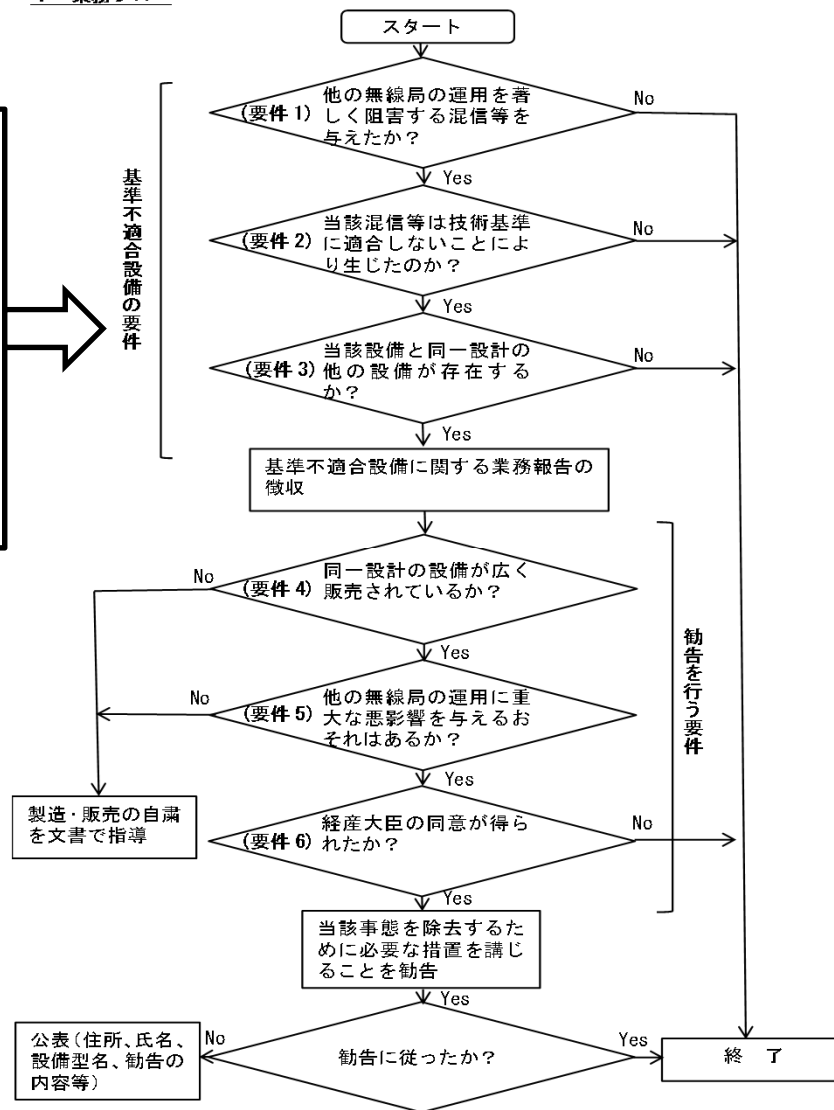 スタート
(要件1)
他の無線局の運用を著
しく阻害する混信等を
与えたか？
No
Yes
基準不適合設備の要件
(要件2)
当該混信等は技術基準
に適合しないことによ
り生じたのか？
No
Yes
(要件3)
当該設備と同一設計の
他の設備が存在する
か？
No
Yes
基準不適合設備に関する業務報告の
徴収
No
(要件4)
同一設計の設備が広く
販売されているか？
Yes
勧告を行う要件
No
(要件5)
他の無線局の運用に重
大な悪影響を与えるお
それはあるか？
Yes
製造・販売の自粛
を文書で指導
(要件6)
経産大臣の同意が得ら
れたか？
No
Yes
当該事態を除去するた
めに必要な措置を講じ
ることを勧告
Yes
公表（住所、氏名、
設備型名、勧告の
内容等）
No
勧告に従ったか？
Yes
終 了